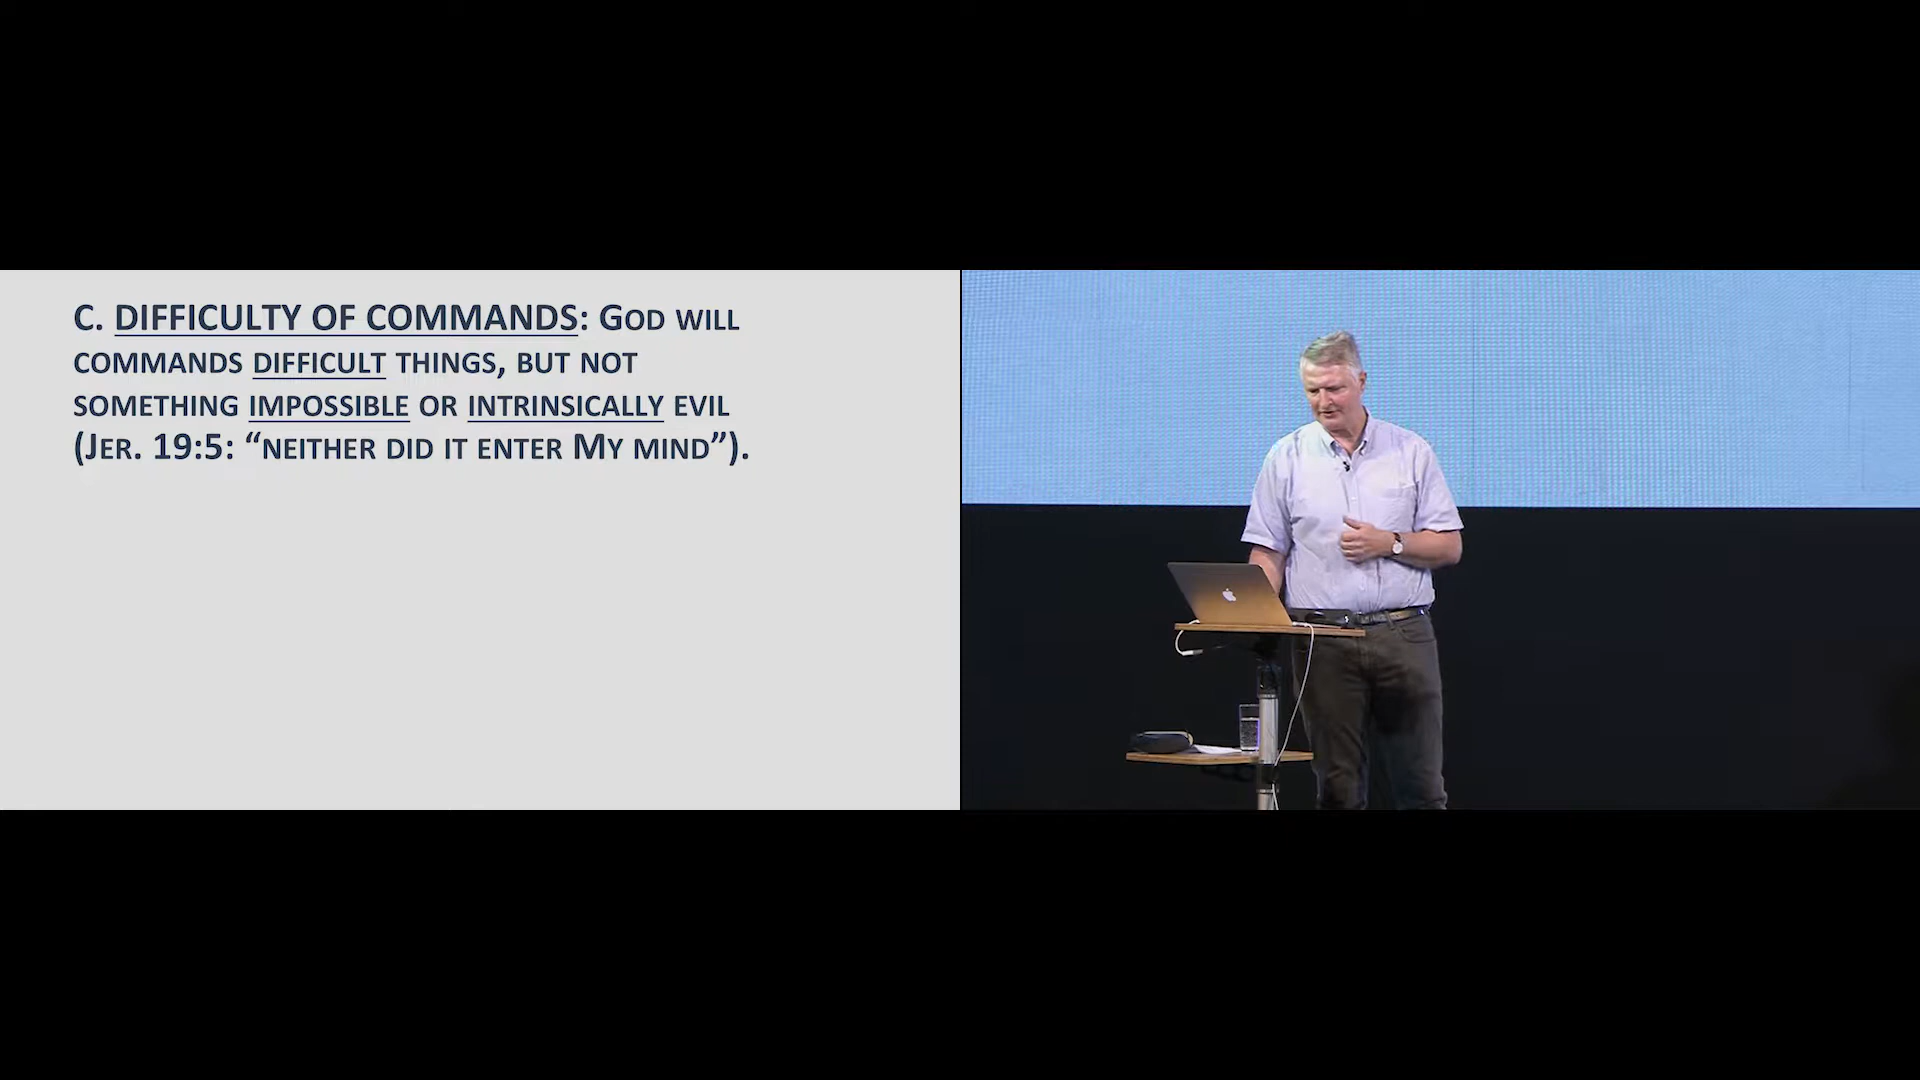 C. DIFFICULTY OF COMMANDS: GOD WILL
COMMANDS DIFFICULT THINGS, BUT NOT
SOMETHING IMPOSSIBLE OR INTRINSICALLY EVIL
(JER. 19:5: “NEITHER DID IT ENTER MY MIND”).